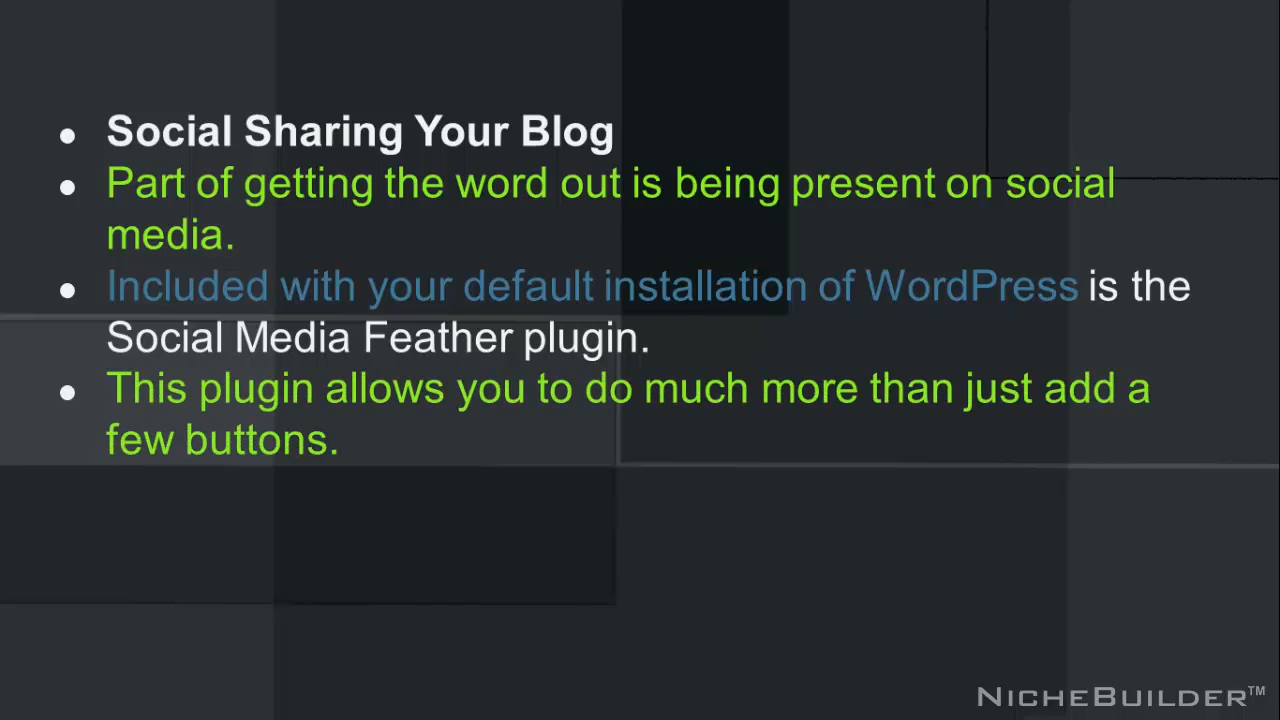 ● Social Sharing Your Blog
● Part of getting the word out is being present on social
media.
● Included with your default installation of WordPress is the
Social Media Feather plugin.
● This plugin allows you to do much more than just add a
few buttons.
NICHEBUILDER™